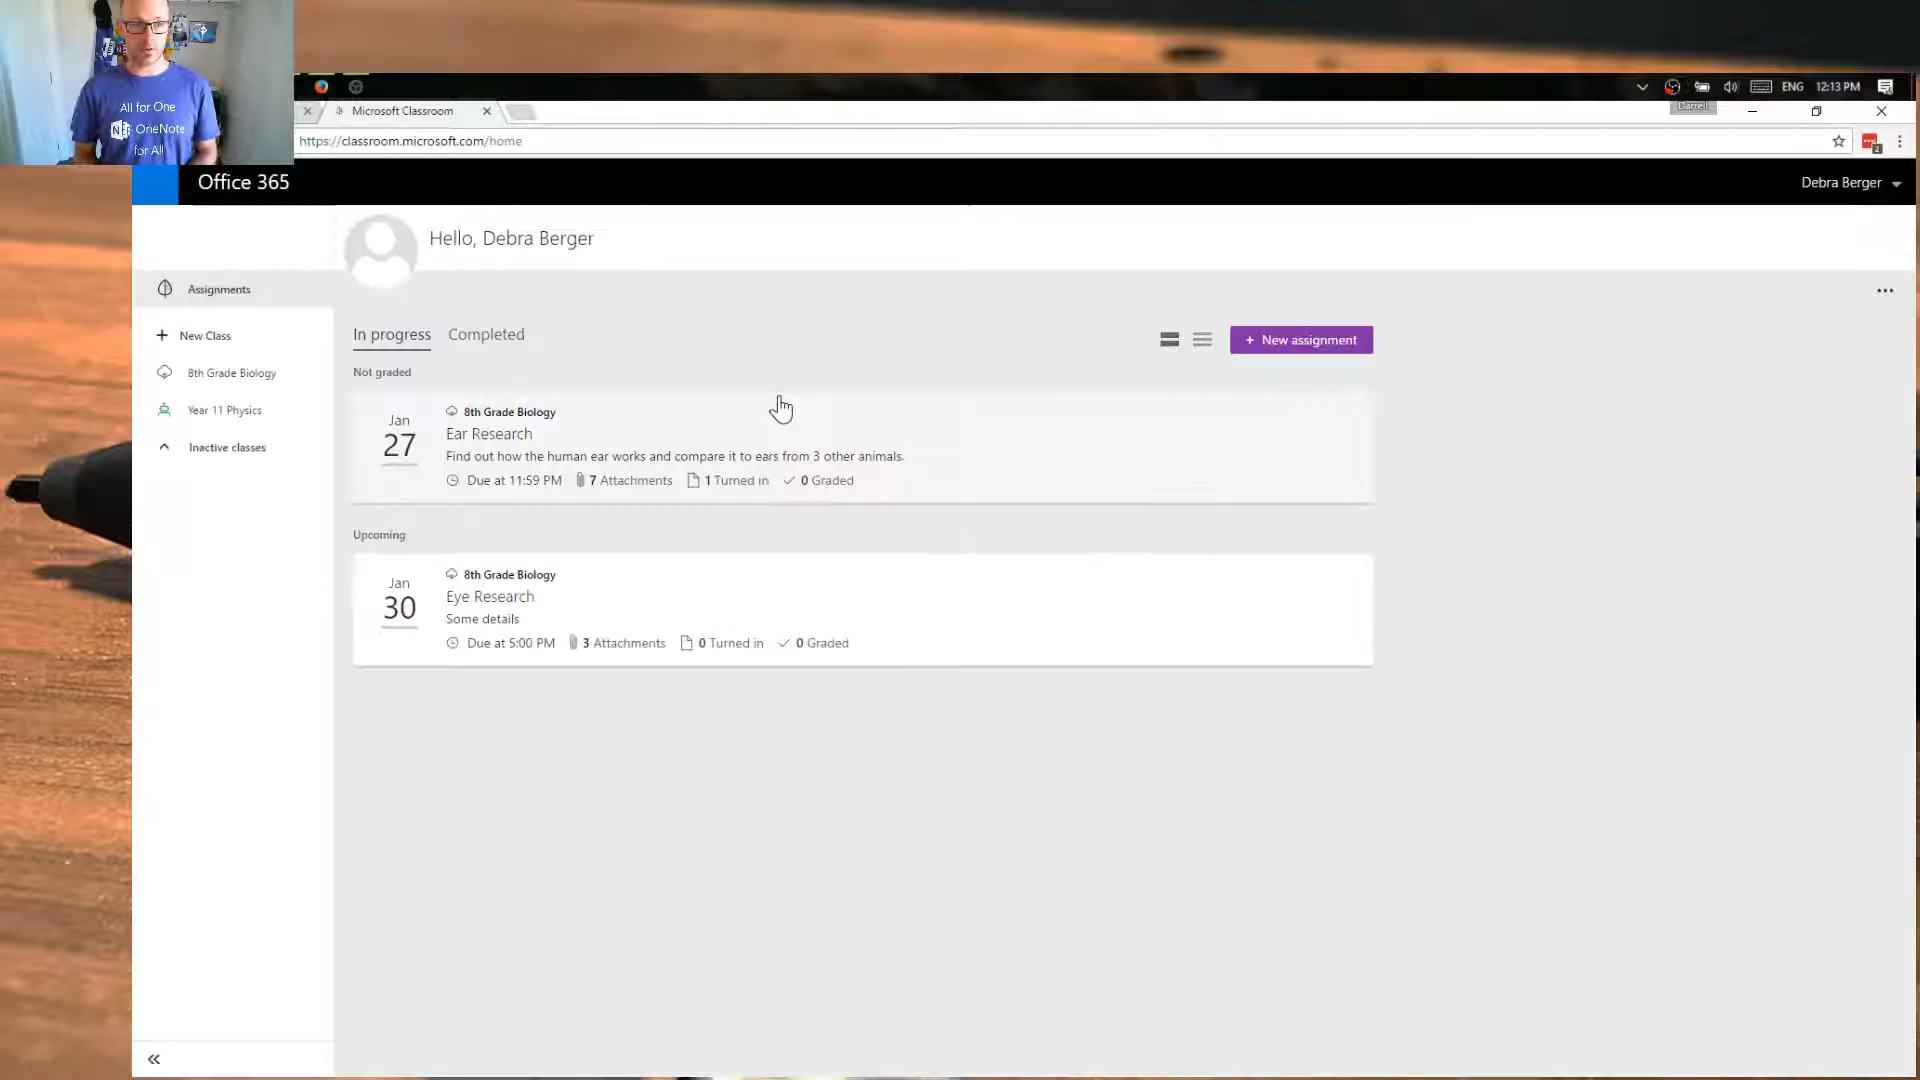 All for One
N OneNote
for All
Microsoft Classroom
ENG 12:13 PM
Darrell
https://classroom.microsoft.com/home
2
Office 365
Debra Berger
Hello, Debra Berger
Assignments
New Class
8th Grade Biology
Year 11 Physics
Inactive classes
In progress Completed
+ New assignment
Not graded
Jan
27
8th Grade Biology
Ear Research
Find out how the human ear works and compare it to ears from 3 other animals.
Due at 11:59 PM 7 Attachments 1 Turned in 0 Graded
Upcoming
Jan
30
8th Grade Biology
Eye Research
Some details
Due at 5:00 PM 3 Attachments 0 Turned in 0 Graded